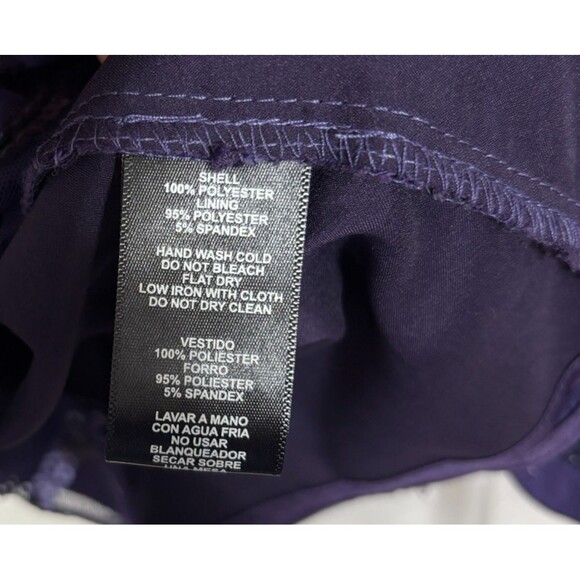 SHELL
100% POLYESTER
LINING
95% POLYESTER
5% SPANDEX
HAND WASH COLD
DO NOT BLEACH
FLAT DRY
LOW IRON WITH CLOTH
DO NOT DRY CLEAN
VESTIDO
100% POLIESTER
FORRO
95% POLIESTER
5% SPANDEX
LAVAR A MANO
CON AGUA FRIA
NO USAR
BLANQUEADOR
SECAR SOBRE
UNA MESA